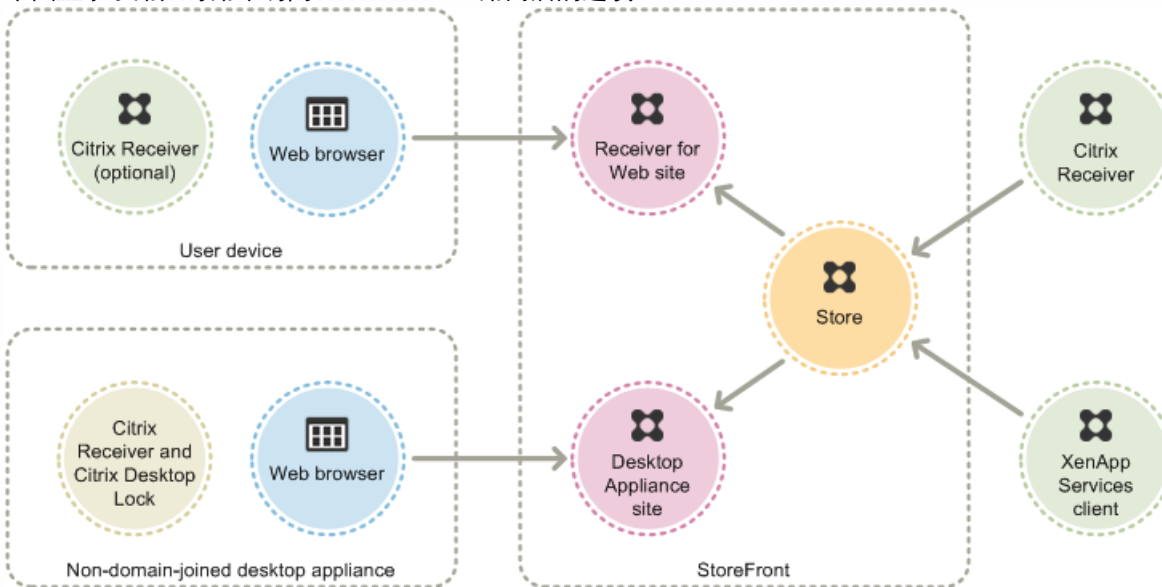 Citrix Receiver
(optional)
Web browser
User device
Receiver for
Web site
Citrix
Receiver
Store
Citrix
Receiver and
Citrix Desktop
Lock
Web browser
Non-domain-joined desktop appliance
Desktop
Appliance
site
StoreFront
XenApp
Services
client